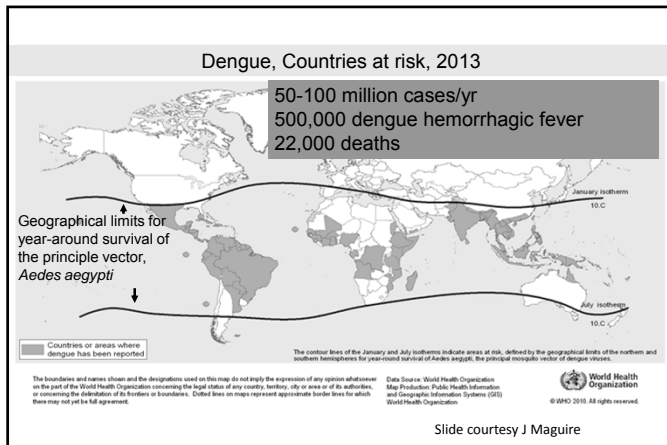 Dengue, Countries at risk, 2013
50-100 million cases/yr
500,000 dengue hemorrhagic fever
22,000 deaths
January isotherm
10.C
Geographical limits for
year-around survival of
the principle vector,
Aedes aegypti
July isotherm
10.C
Countries or areas where
dengue has been reported
The contour lines of the January and July isotherms indicate areas at risk, defined by the geographical limits of the northern and
southern hemispheres for year-round survival of Aedes aegypti, the principal mosquito vector of dengue viruses.
The boundaries and names shown and the designations used on this map do not imply the expression of any opinion whatsoever
on the part of the World Health Organization concerning the legal status of any country, territory, city or area or of its authorities,
or concerning the delimitation of its frontiers or boundaries. Dotted lines on maps represent approximate border lines for which
there may not yet be full agreement.
Data Source: World Health Organization
Map Production: Public Health Information
and Geographic Information Systems (GIS)
World Health Organization
World Health
Organization
© WHO 2010. All rights reserved.
Slide courtesy J Maguire